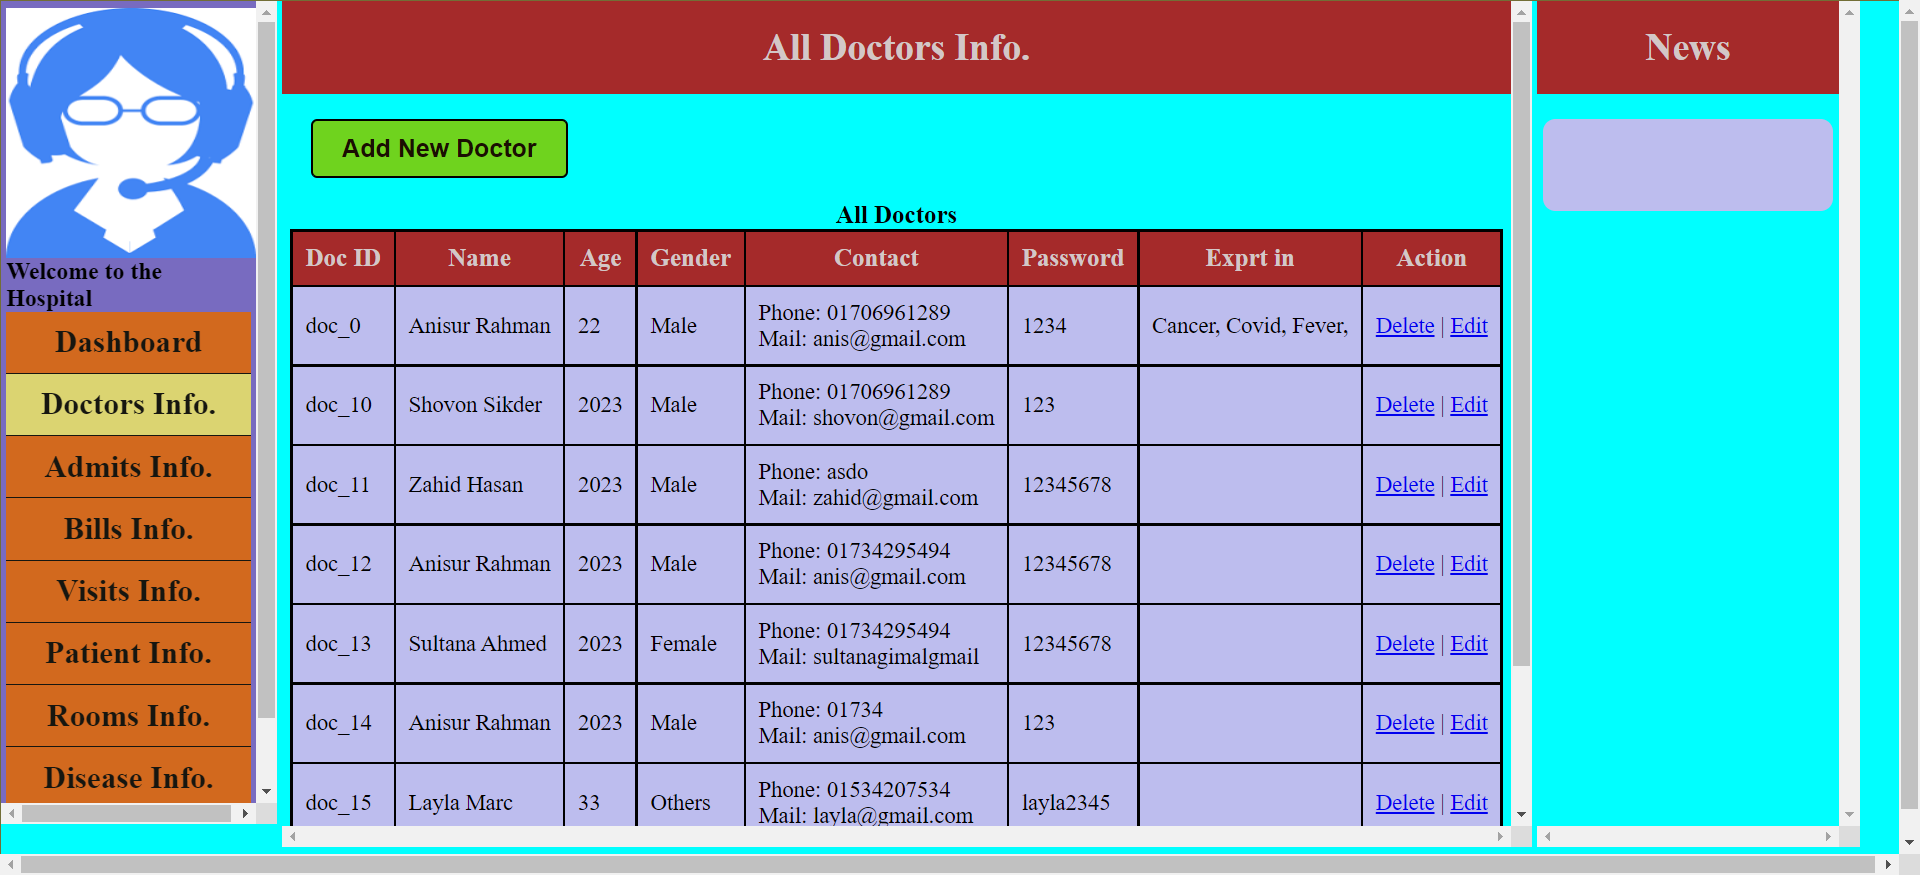 Welcome to the
Hospital
Dashboard
Doctors Info.
Admits Info.
Bills Info.
Visits Info.
Patient Info.
Rooms Info.
Disease Info.
All Doctors Info.
Add New Doctor
All Doctors
Doc ID Name Age Gender Contact Password Exprt in Action
doc_0 Anisur Rahman 22 Male Phone: 01706961289 1234 Cancer, Covid, Fever, Delete | Edit
Mail: anis@gmail.com
doc_10 Shovon Sikder 2023 Male Phone: 01706961289 123 Delete | Edit
Mail: shovon@gmail.com
doc_11 Zahid Hasan 2023 Male Phone: asdo 12345678 Delete | Edit
Mail: zahid@gmail.com
doc_12 Anisur Rahman 2023 Male Phone: 01734295494 12345678 Delete | Edit
Mail: anis@gmail.com
doc_13 Sultana Ahmed 2023 Female Phone: 01734295494 12345678 Delete | Edit
Mail: sultanagimalgmail
doc_14 Anisur Rahman 2023 Male Phone: 01734 123 Delete | Edit
Mail: anis@gmail.com
doc_15 Layla Marc 33 Others Phone: 01534207534 layla2345 Delete | Edit
Mail: layla@gmail.com
News